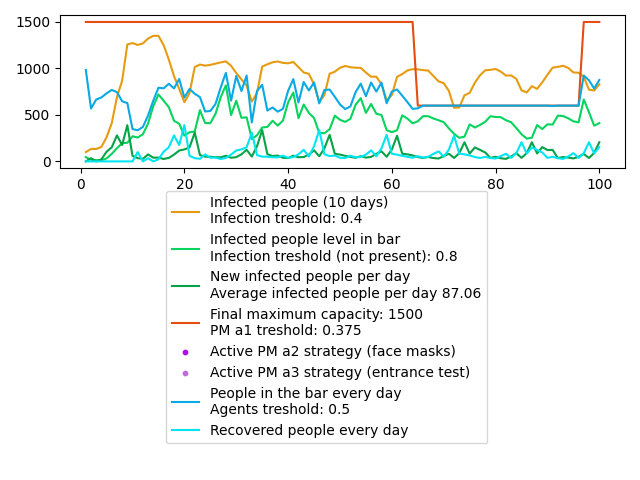 1500
1000
500
0
0
20
40
60
80
100
Infected people (10 days)
Infection treshold: 0.4
Infected people level in bar
Infection treshold (not present): 0.8
New infected people per day
Average infected people per day 87.06
Final maximum capacity: 1500
PM a1 treshold: 0.375
Active PM a2 strategy (face masks)
Active PM a3 strategy (entrance test)
People in the bar every day
Agents treshold: 0.5
Recovered people every day